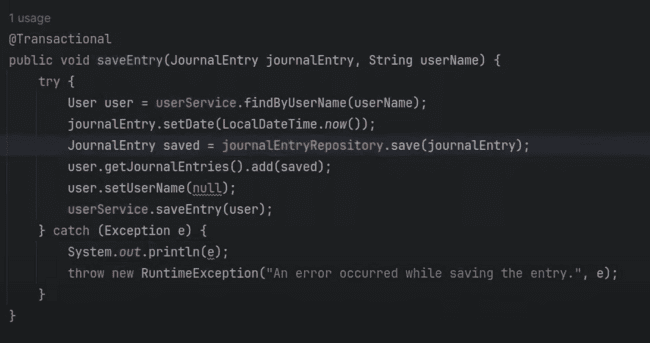 1 usage
@Transactional
public void saveEntry(JournalEntry journalEntry, String userName) {
    try {
        User user = userService.findByUserName(userName);
        journalEntry.setDate(LocalDateTime.now());
        JournalEntry saved = journalEntryRepository.save(journalEntry);
        user.getJournalEntries().add(saved);
        user.setUserName(null);
        userService.saveEntry(user);
    } catch (Exception e) {
        System.out.println(e);
        throw new RuntimeException("An error occurred while saving the entry.", e);
    }
}